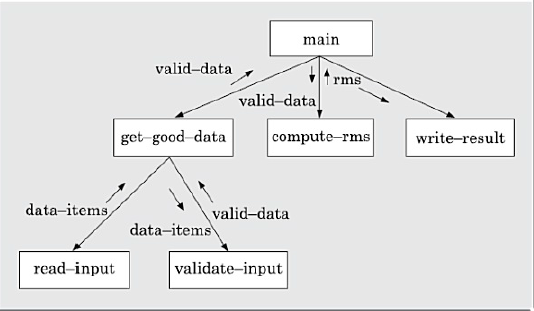 main
valid–data
rms
valid–data
get–good–data
compute–rms
write–result
data–items
valid–data
data–items
read–input
validate–input